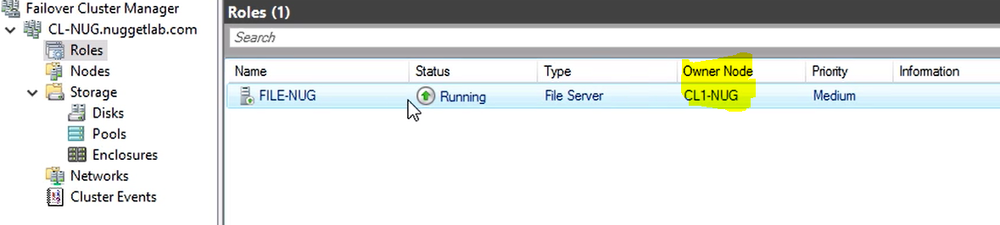 Failover Cluster Manager
CL-NUG.nuggetlab.com
Roles
Nodes
Storage
Disks
Pools
Enclosures
Networks
Cluster Events
Roles (1)
Search
Name Status Type Owner Node Priority Information
FILE-NUG Running File Server CL1-NUG Medium